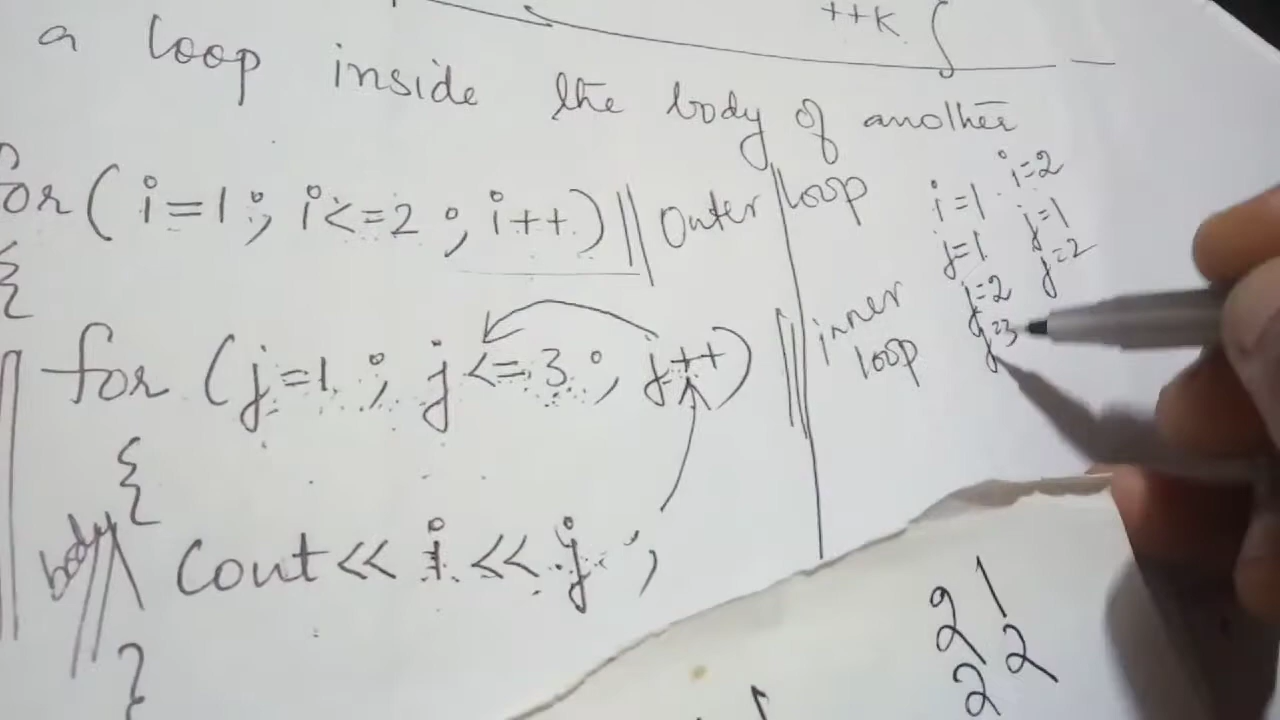 ++K.
a loop inside the body of another
for( i=1; i<=2; i++) || Outer loop
{
for (j=1; j<=3; j++) || inner loop
{
body
Cout<< i << j ;
}
i=1 i=2
j=1 j=1
j=2 j=2
j=3
2 1
2 2